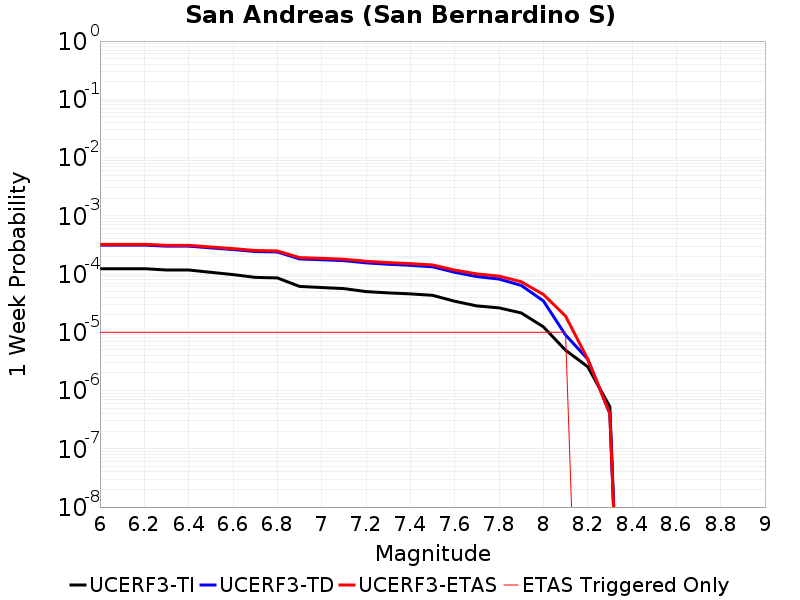 San Andreas (San Bernardino S)
1 Week Probability
10^0
10^-1
10^-2
10^-3
10^-4
10^-5
10^-6
10^-7
10^-8
6 6.2 6.4 6.6 6.8 7 7.2 7.4 7.6 7.8 8 8.2 8.4 8.6 8.8 9
Magnitude
UCERF3-TI UCERF3-TD UCERF3-ETAS ETAS Triggered Only